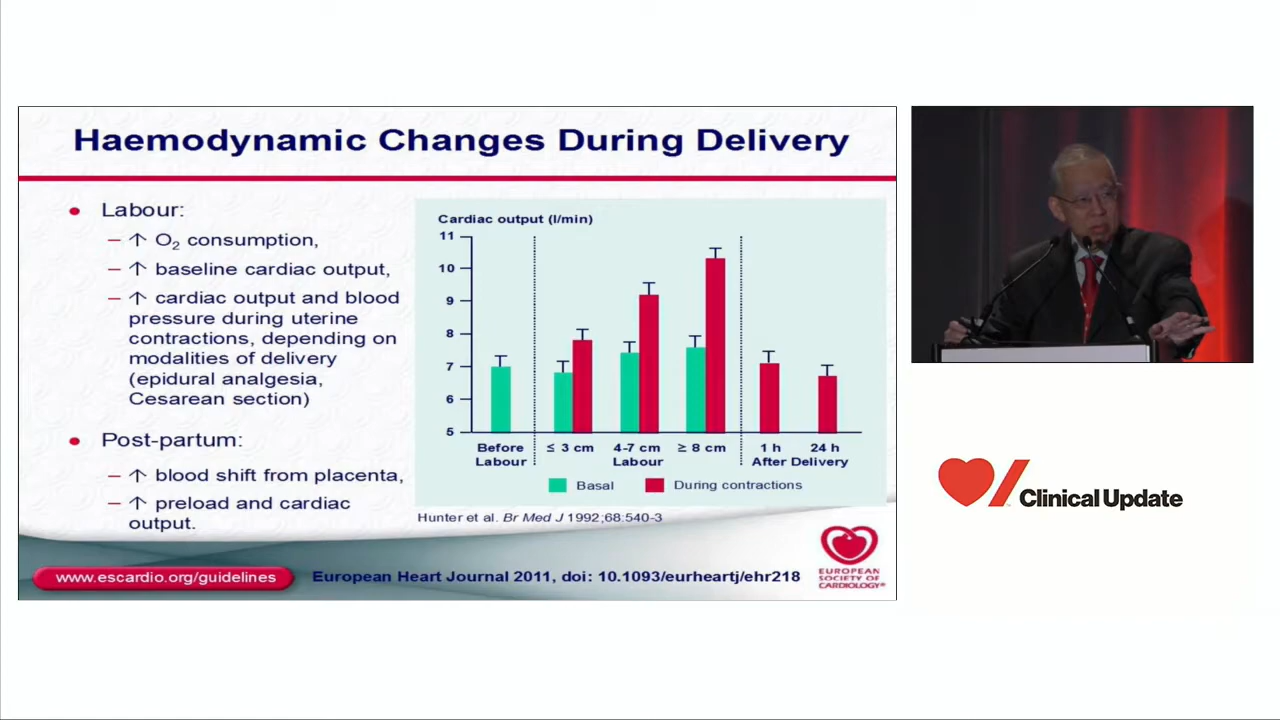 Haemodynamic Changes During Delivery
• Labour:
– ↑ O₂ consumption,
– ↑ baseline cardiac output,
– ↑ cardiac output and blood
pressure during uterine
contractions, depending on
modalities of delivery
(epidural analgesia,
Cesarean section)
• Post-partum:
– ↑ blood shift from placenta,
– ↑ preload and cardiac
output.
Cardiac output (l/min)
11
10
9
8
7
6
5
Before
Labour
≤ 3 cm 4-7 cm ≥ 8 cm
Labour
1 h 24 h
After Delivery
Basal During contractions
Hunter et al. Br Med J 1992;68:540-3
www.escardio.org/guidelines
European Heart Journal 2011, doi: 10.1093/eurheartj/ehr218
EUROPEAN
SOCIETY OF
CARDIOLOGY®
Clinical Update